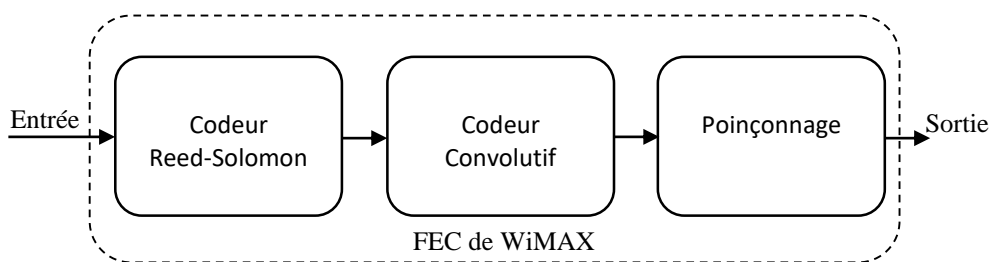 Entrée
Codeur
Reed-Solomon
Codeur
Convolutif
Poinçonnage
Sortie
FEC de WiMAX